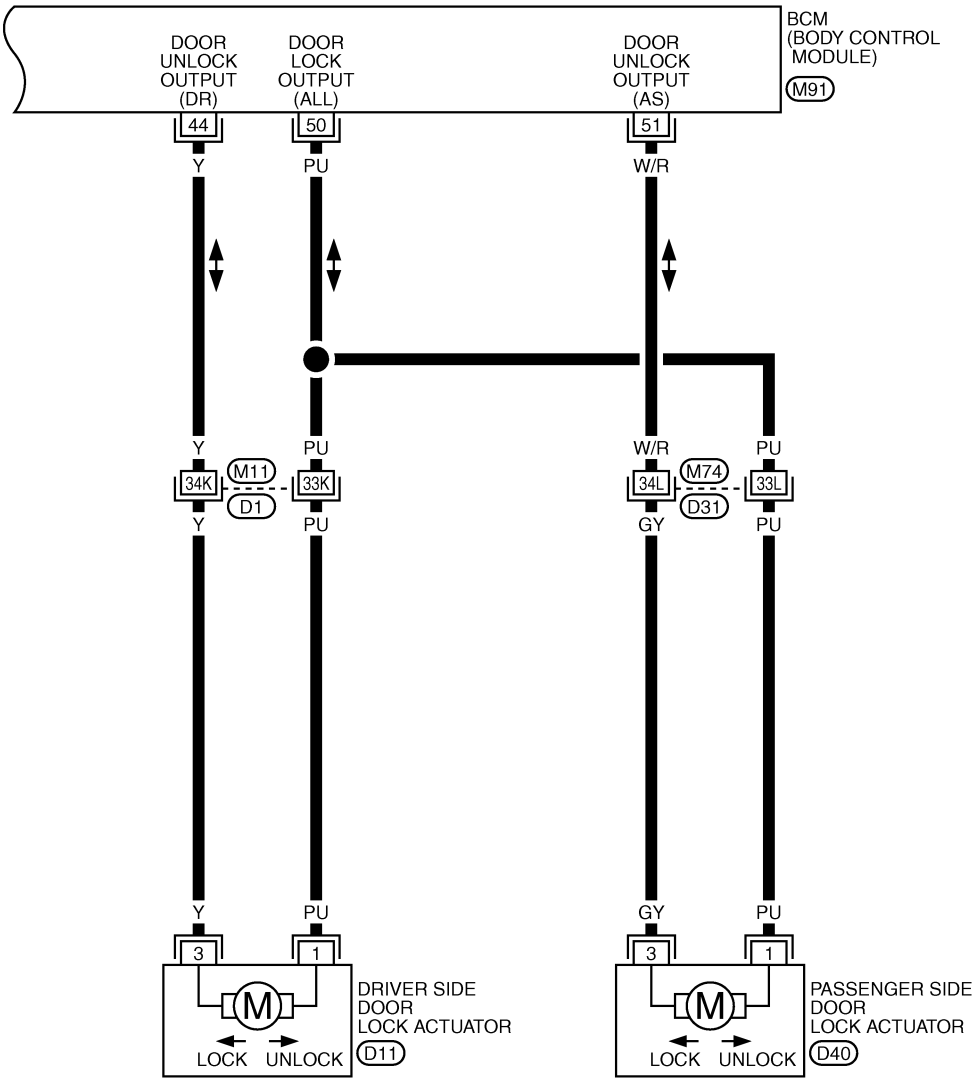 BCM
(BODY CONTROL
MODULE)
M91
DOOR
UNLOCK
OUTPUT
(DR)
DOOR
LOCK
OUTPUT
(ALL)
DOOR
UNLOCK
OUTPUT
(AS)
44
50
51
Y
PU
W/R
Y
PU
W/R
PU
34K
M11
D1
33K
34L
M74
D31
33L
Y
PU
GY
PU
Y
PU
GY
PU
3
1
3
1
M
LOCK
UNLOCK
DRIVER SIDE
DOOR
LOCK ACTUATOR
D11
M
LOCK
UNLOCK
PASSENGER SIDE
DOOR
LOCK ACTUATOR
D40